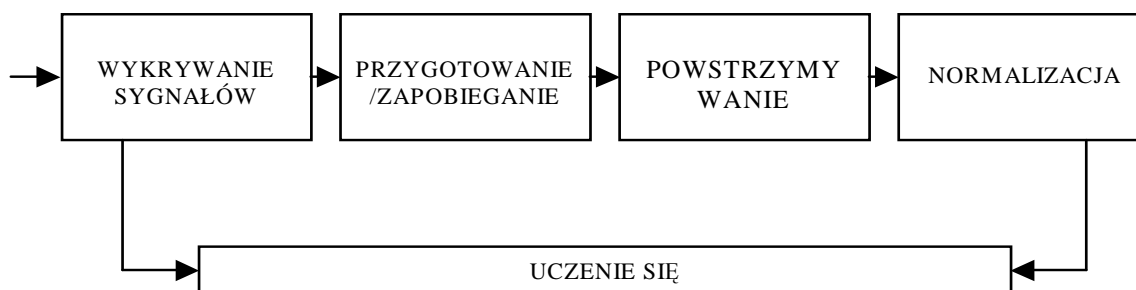 WYKRYWANIE
SYGNAŁÓW
PRZYGOTOWANIE
/ZAPOBIEGANIE
POWSTRZYMY
WANIE
NORMALIZACJA
UCZENIE SIĘ